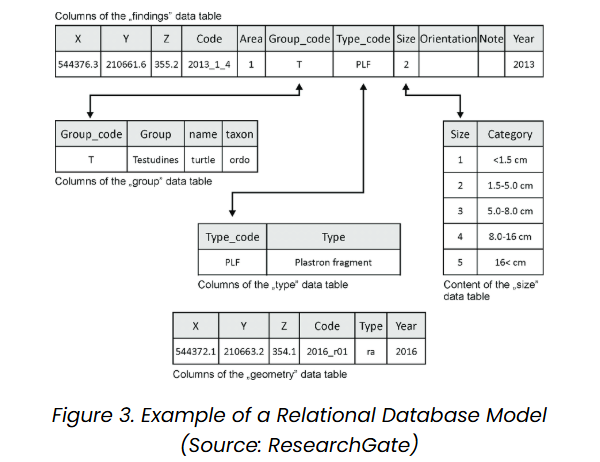 Columns of the „findings” data table
X Y Z Code Area Group_code Type_code Size Orientation Note Year
544376.3 210661.6 355.2 2013_1_4 1 T PLF 2 2013
Group_code Group name taxon
T Testudines turtle ordo
Columns of the „group” data table
Size Category
1 <1.5 cm
2 1.5-5.0 cm
3 5.0-8.0 cm
4 8.0-16 cm
5 16< cm
Content of the „size”
data table
Type_code Type
PLF Plastron fragment
Columns of the „type” data table
X Y Z Code Type Year
544372.1 210663.2 354.1 2016_r01 ra 2016
Columns of the „geometry” data table
Figure 3. Example of a Relational Database Model
(Source: ResearchGate)